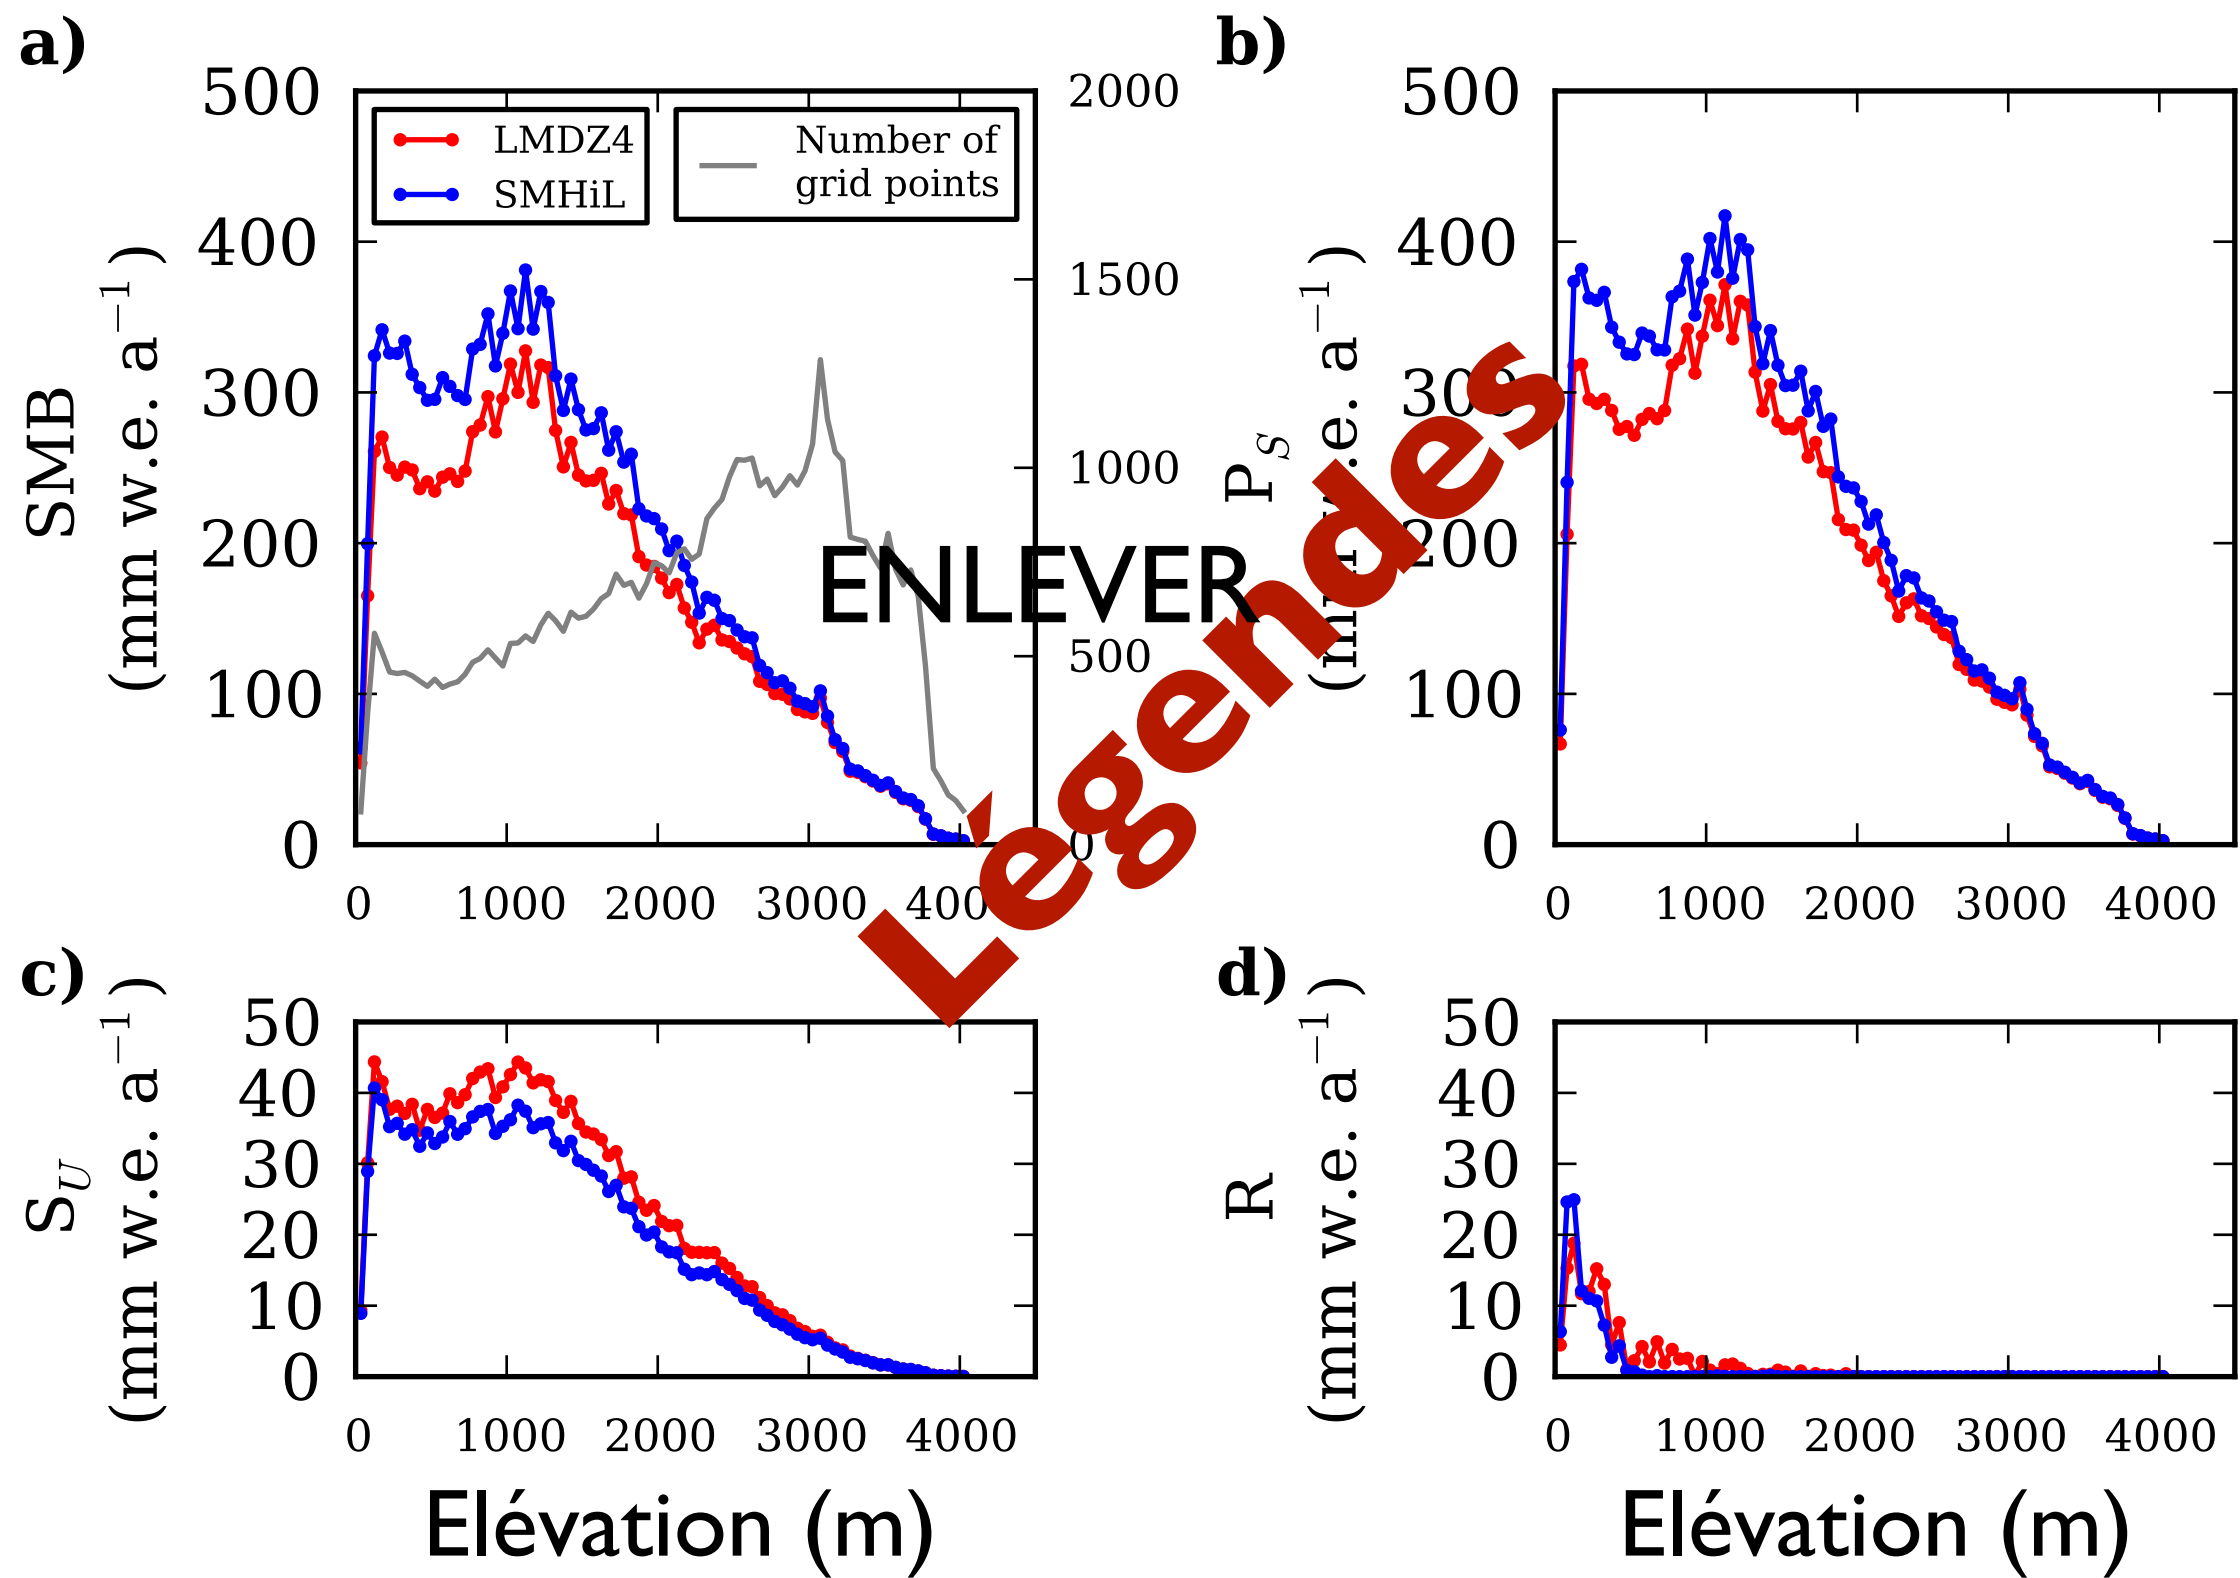 a)
500
400
300
200
100
0
SMB
(mm w.e. a⁻¹)
LMDZ4
SMHiL
Number of
grid points
2000
1500
1000
500
0
0 1000 2000 3000 400
b)
500
400
300
200
100
0
P_S
(mm w.e. a⁻¹)
0 1000 2000 3000 4000
ENLEVER
Légendes
c)
50
40
30
20
10
0
S_U
(mm w.e. a⁻¹)
0 1000 2000 3000 4000
Elévation (m)
d)
50
40
30
20
10
0
R
(mm w.e. a⁻¹)
0 1000 2000 3000 4000
Elévation (m)